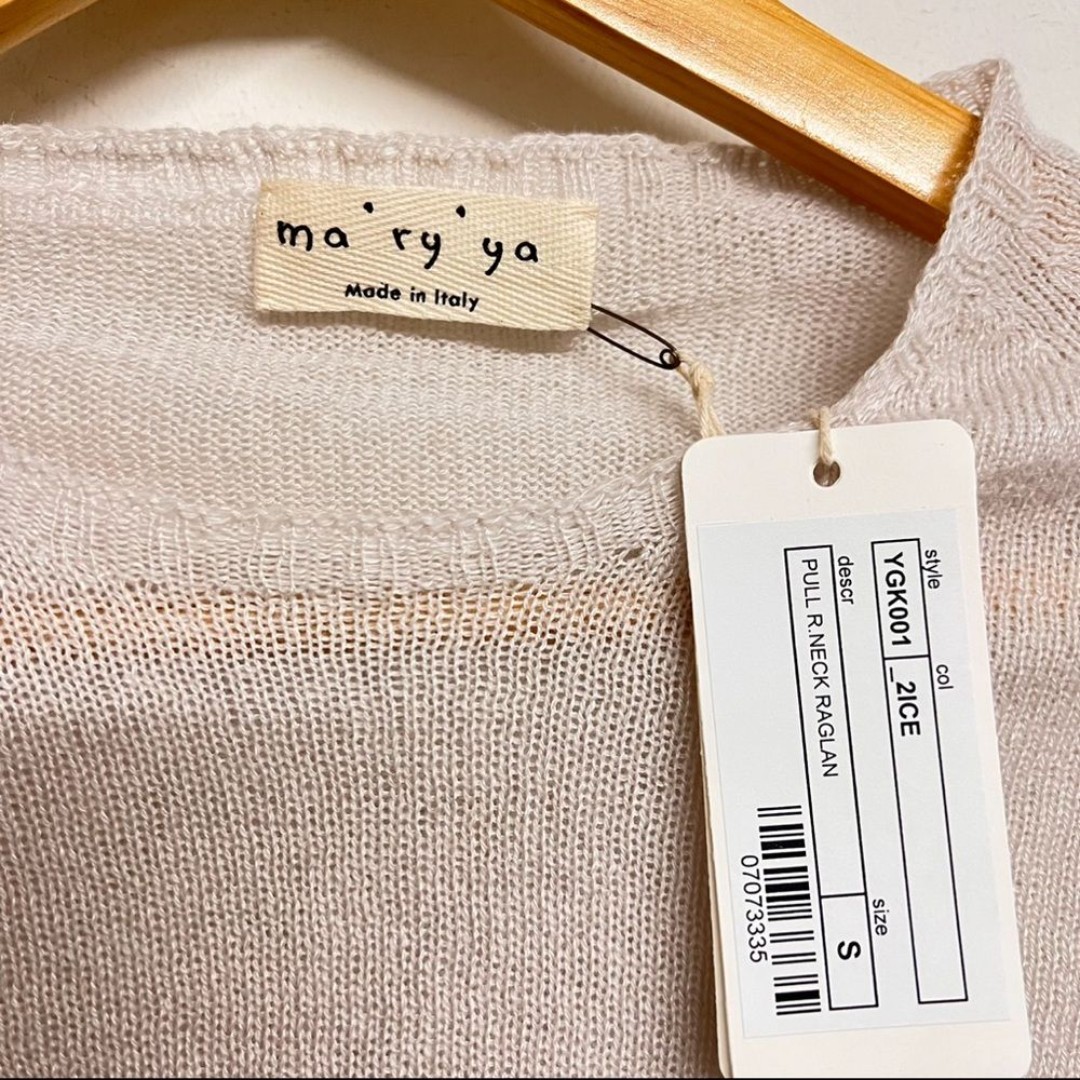 ma•ry•ya
Made in Italy
style col
YGK001 _2ICE
descr size
PULL R.NECK RAGLAN S
07073335